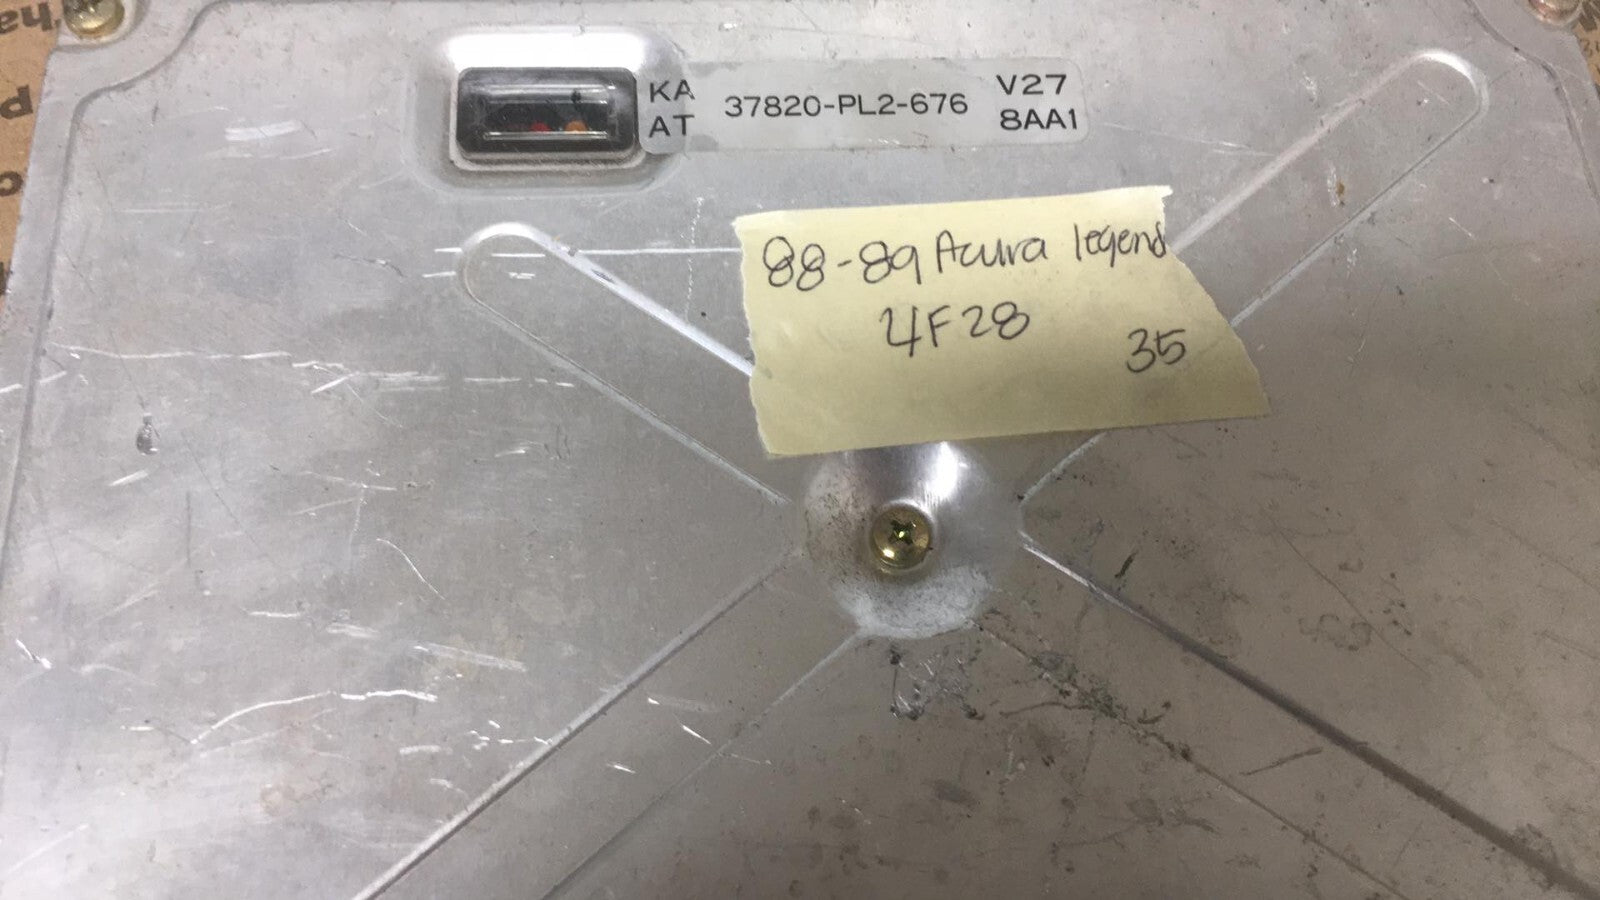 KA 37820-PL2-676 V27
AT 8AA1
88-89 Acura legend
4F28
35